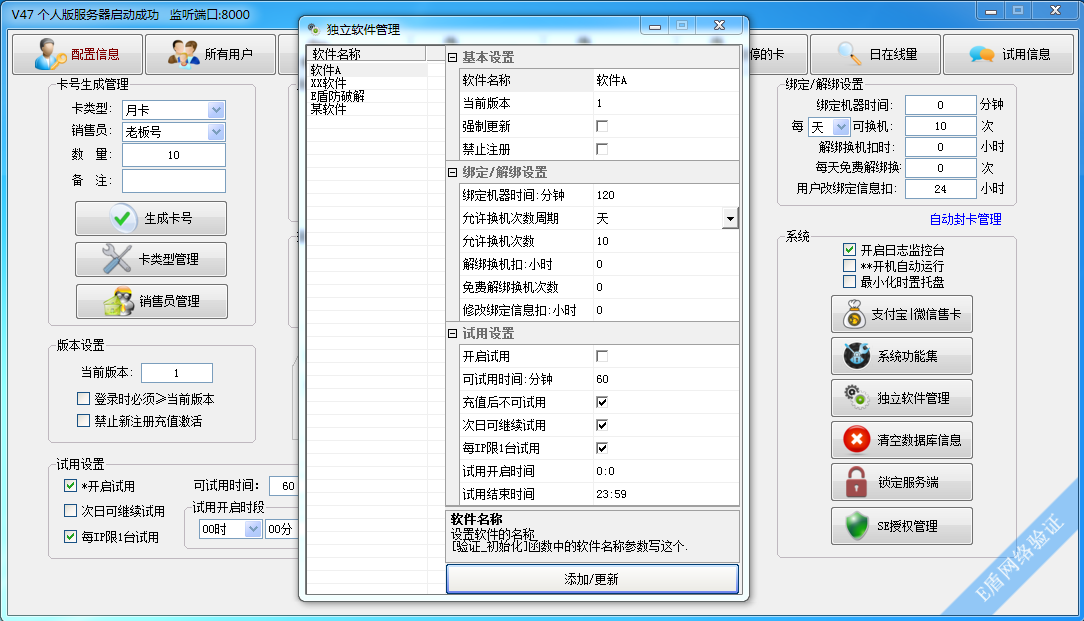 V47 个人版服务器启动成功 监听端口:8000
配置信息
所有用户
停的卡
日在线量
试用信息
卡号生成管理
卡类型: 月卡
销售员: 老板号
数 量: 10
备 注:
生成卡号
卡类型管理
销售员管理
版本设置
当前版本: 1
登录时必须≥当前版本
禁止新注册充值激活
试用设置
*开启试用
可试用时间: 60
次日可继续试用
试用开启时段
每IP限1台试用
00时 00分
独立软件管理
软件名称
软件A
XX软件
E盾防破解
某软件
基本设置
软件名称 软件A
当前版本 1
强制更新
禁止注册
绑定/解绑设置
绑定机器时间:分钟 120
允许换机次数周期 天
允许换机次数 10
解绑换机扣:小时 0
免费解绑换机次数 0
修改绑定信息扣:小时 0
试用设置
开启试用
可试用时间:分钟 60
充值后不可试用
次日可继续试用
每IP限1台试用
试用开启时间 0:0
试用结束时间 23:59
软件名称
设置软件的名称
[验证_初始化]函数中的软件名称参数写这个.
添加/更新
绑定/解绑设置
绑定机器时间: 0 分钟
每 天 可换机: 10 次
解绑换机扣时: 0 小时
每天免费解绑换: 0 次
用户改绑定信息扣: 24 小时
自动封卡管理
系统
开启日志监控台
**开机自动运行
最小化时置托盘
支付宝|微信售卡
系统功能集
独立软件管理
清空数据库信息
锁定服务端
SE授权管理
E盾网络验证